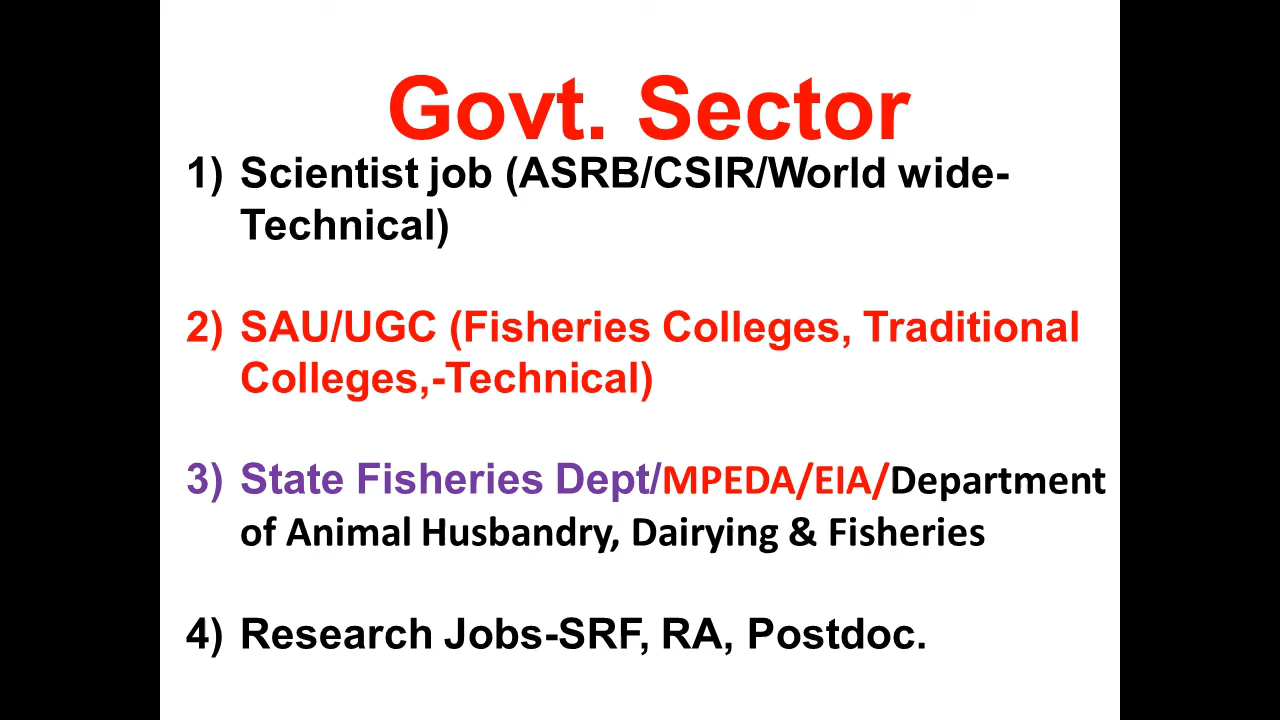 Govt. Sector
1) Scientist job (ASRB/CSIR/World wide-
Technical)
2) SAU/UGC (Fisheries Colleges, Traditional
Colleges,-Technical)
3) State Fisheries Dept/MPEDA/EIA/Department
of Animal Husbandry, Dairying & Fisheries
4) Research Jobs-SRF, RA, Postdoc.